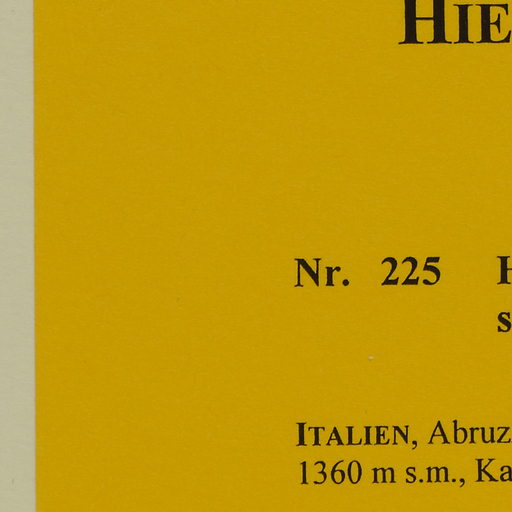 HIE
Nr. 225 H
s
ITALIEN, Abruz
1360 m s.m., Ka